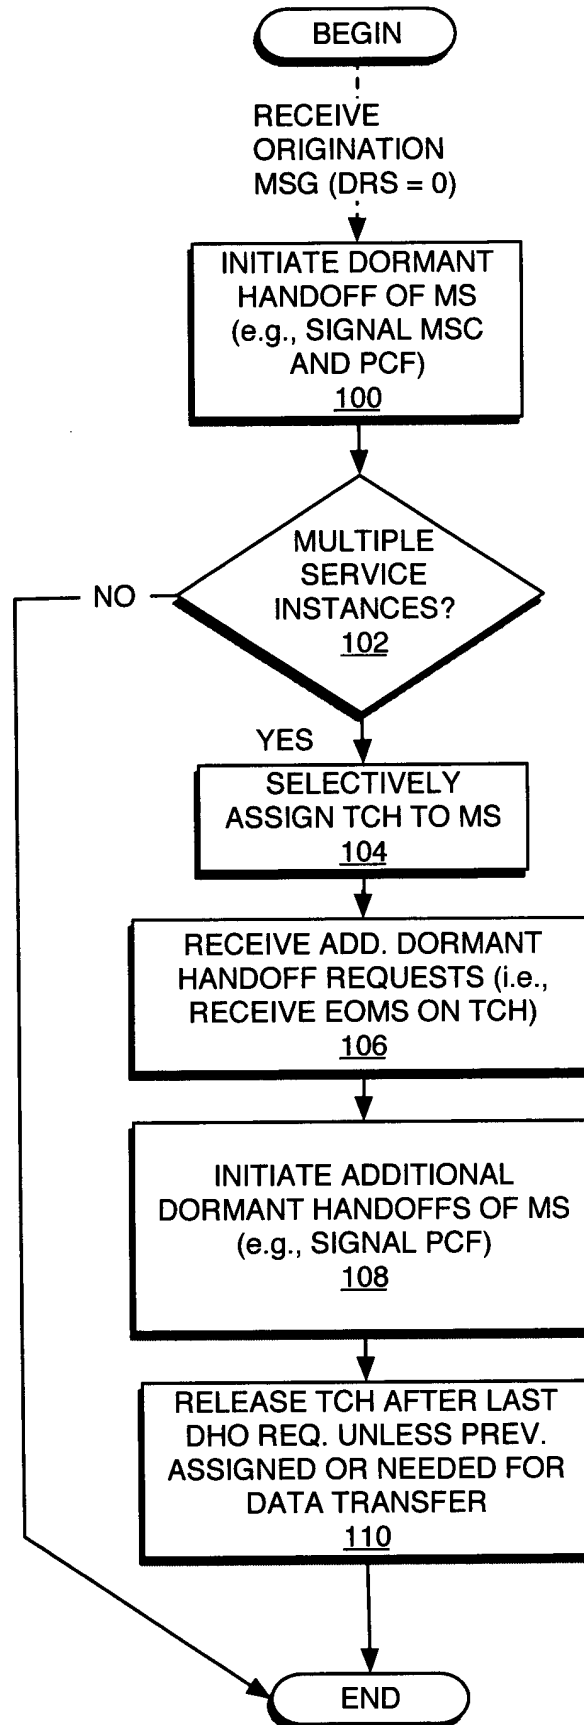 BEGIN
RECEIVE
ORIGINATION
MSG (DRS = 0)
INITIATE DORMANT
HANDOFF OF MS
(e.g., SIGNAL MSC
AND PCF)
100
MULTIPLE
SERVICE
INSTANCES?
102
NO
YES
SELECTIVELY
ASSIGN TCH TO MS
104
RECEIVE ADD. DORMANT
HANDOFF REQUESTS (i.e.,
RECEIVE EOMS ON TCH)
106
INITIATE ADDITIONAL
DORMANT HANDOFFS OF MS
(e.g., SIGNAL PCF)
108
RELEASE TCH AFTER LAST
DHO REQ. UNLESS PREV.
ASSIGNED OR NEEDED FOR
DATA TRANSFER
110
END